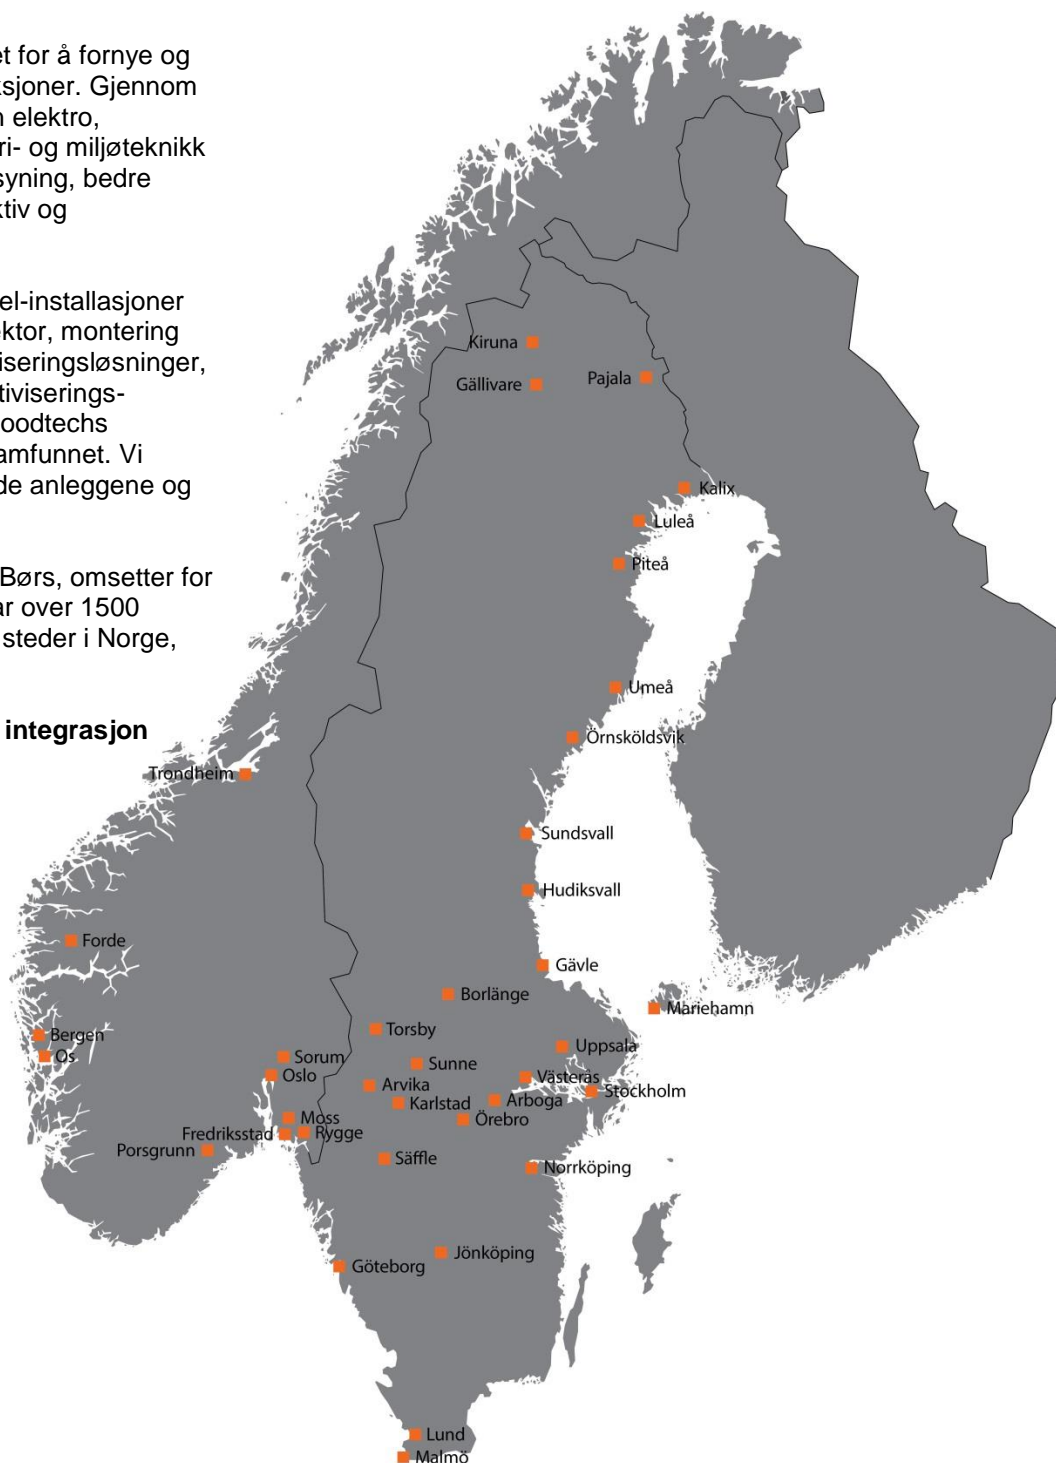 et for å fornye og
ksjoner. Gjennom
n elektro,
ri- og miljøteknikk
syning, bedre
ktiv og
el-installasjoner
ektor, montering
iseringsløsninger,
tiviserings-
oodtechs
amfunnet. Vi
de anleggene og
Børs, omsetter for
ar over 1500
steder i Norge,
integrasjon
Kiruna
Gällivare
Pajala
Kalix
Luleå
Piteå
Umeå
Örnsköldsvik
Trondheim
Sundsvall
Hudiksvall
Forde
Gävle
Borlänge
Mariehamn
Torsby
Bergen
Uppsala
Os
Sorum
Sunne
Oslo
Västerås
Arvika
Stockholm
Karlstad
Arboga
Moss
Örebro
Fredriksstad
Rygge
Porsgrunn
Säffle
Norrköping
Jönköping
Göteborg
Lund
Malmö